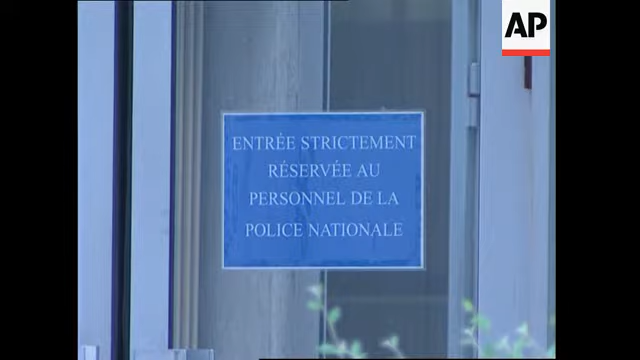 AP
ENTRÉE STRICTEMENT
RÉSERVÉE AU
PERSONNEL DE LA
POLICE NATIONALE